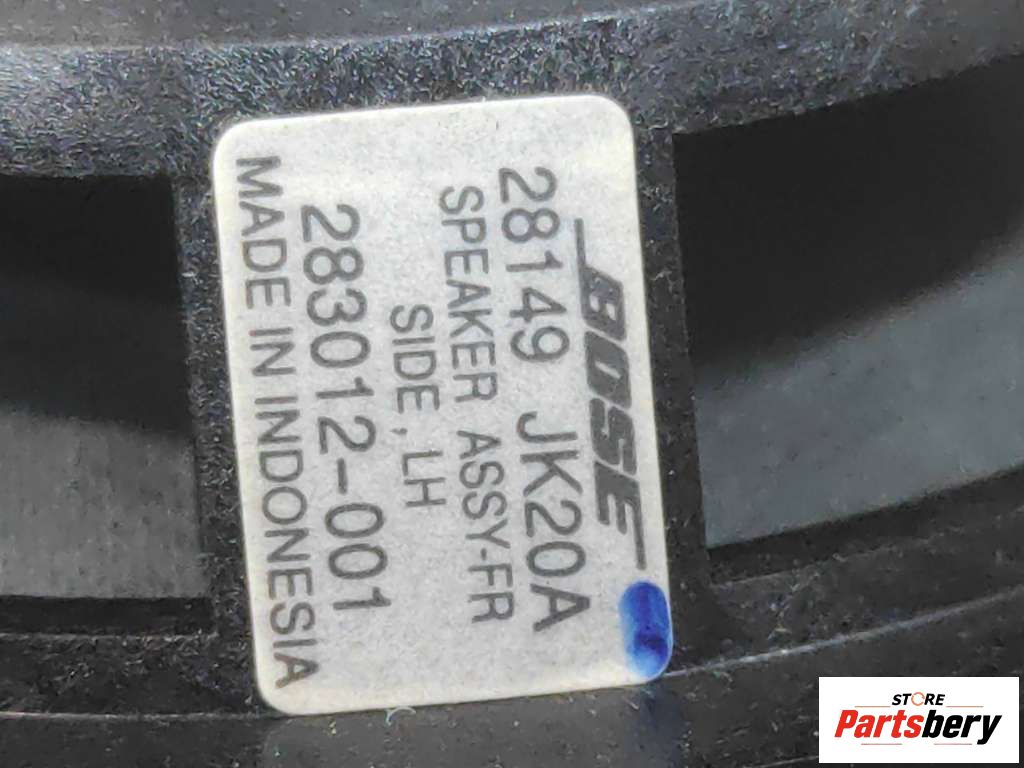 BOSE
28149 JK20A
SPEAKER ASSY-FR
SIDE, LH
283012-001
MADE IN INDONESIA
STORE
Partsbery